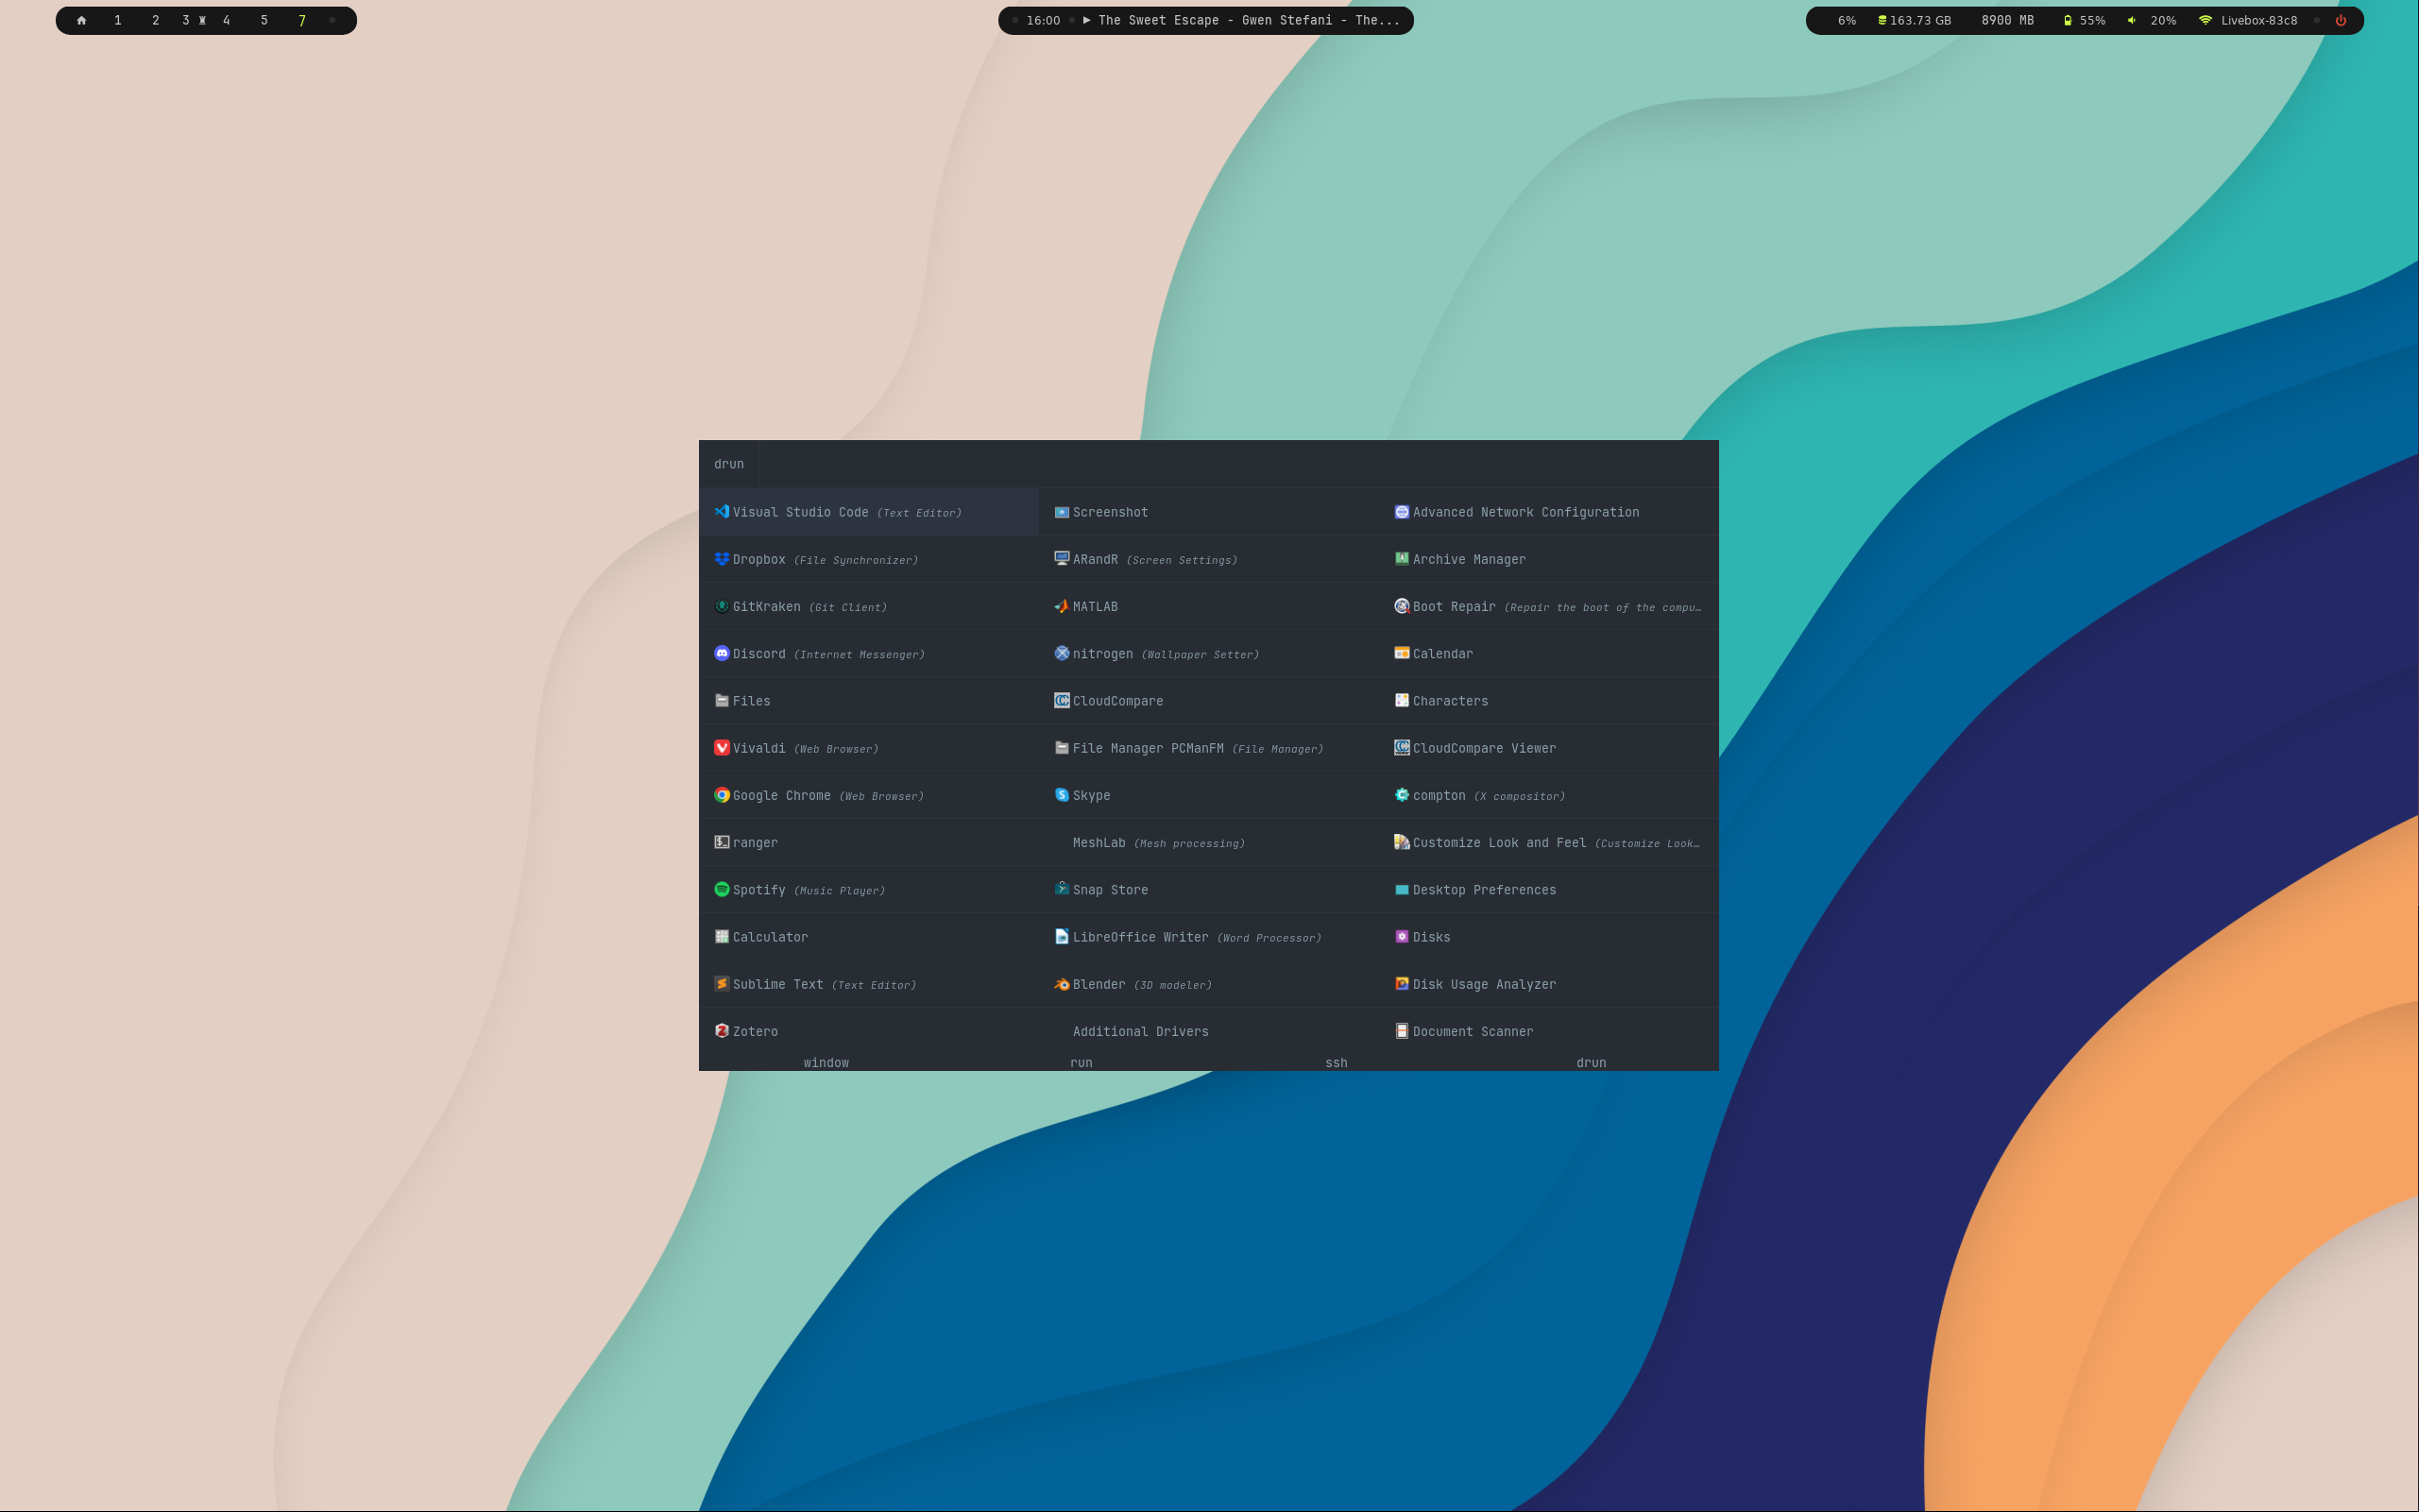 1 2 3 ♜ 4 5 7
16:00 ▶ The Sweet Escape - Gwen Stefani - The...
6% 163.73 GB 8900 MB 55% 20% Livebox-83c8
drun
Visual Studio Code (Text Editor)
Dropbox (File Synchronizer)
GitKraken (Git Client)
Discord (Internet Messenger)
Files
Vivaldi (Web Browser)
Google Chrome (Web Browser)
ranger
Spotify (Music Player)
Calculator
Sublime Text (Text Editor)
Zotero
Screenshot
ARandR (Screen Settings)
MATLAB
nitrogen (Wallpaper Setter)
CloudCompare
File Manager PCManFM (File Manager)
Skype
MeshLab (Mesh processing)
Snap Store
LibreOffice Writer (Word Processor)
Blender (3D modeler)
Additional Drivers
Advanced Network Configuration
Archive Manager
Boot Repair (Repair the boot of the compu…
Calendar
Characters
CloudCompare Viewer
compton (X compositor)
Customize Look and Feel (Customize Look…
Desktop Preferences
Disks
Disk Usage Analyzer
Document Scanner
window run ssh drun